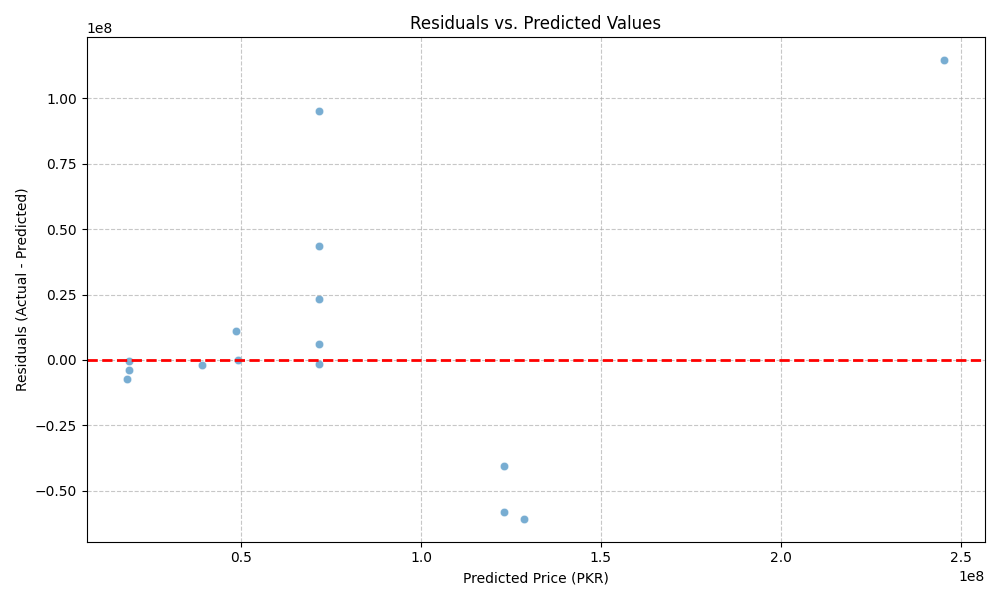 Residuals vs. Predicted Values
1e8
1.00
0.75
0.50
0.25
0.00
−0.25
−0.50
Residuals (Actual - Predicted)
0.5
1.0
1.5
2.0
2.5
1e8
Predicted Price (PKR)